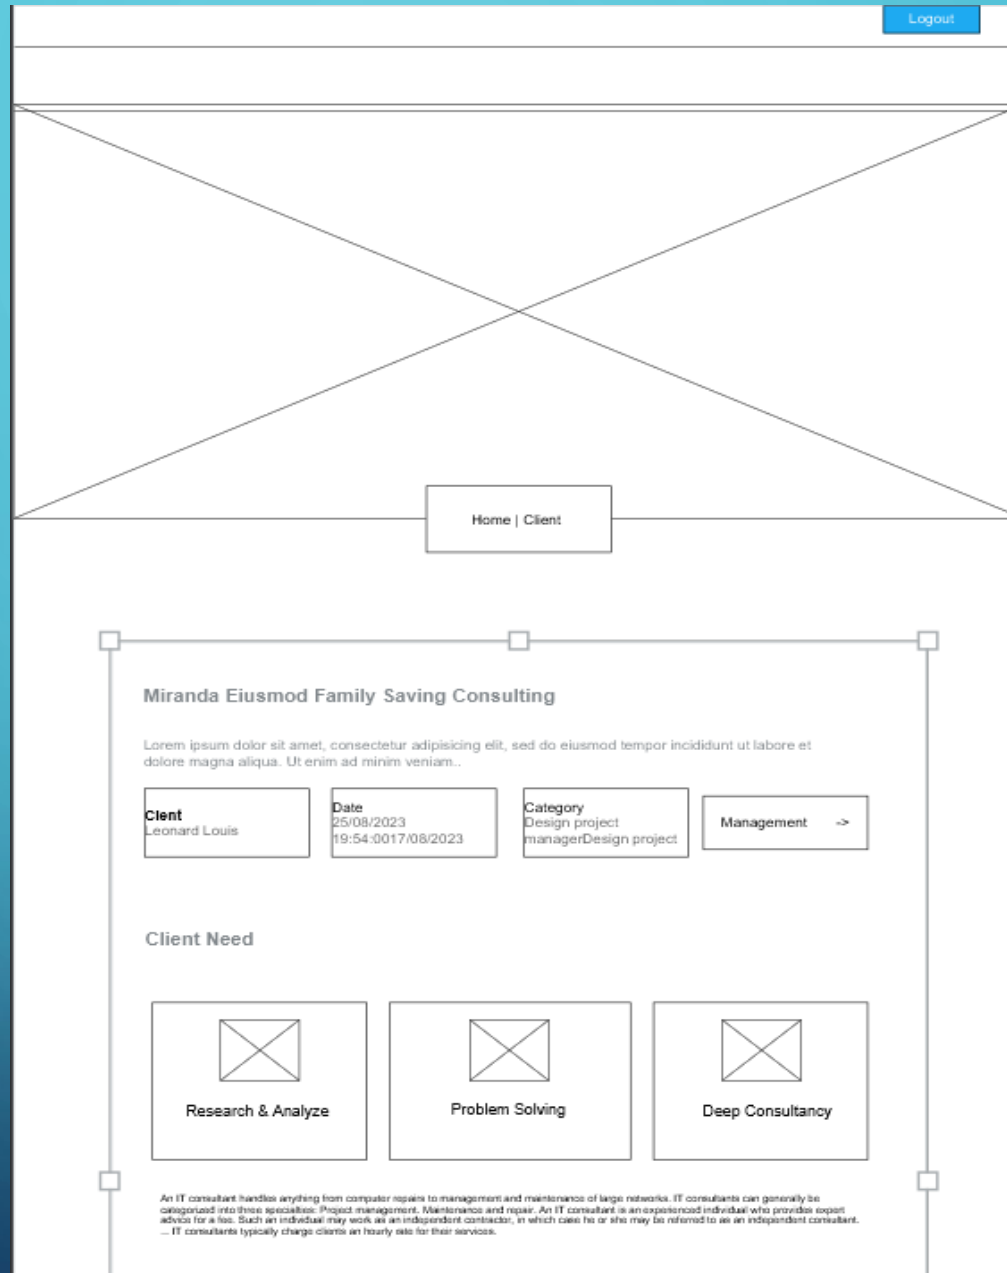 Logout
Home | Client
Miranda Eiusmod Family Saving Consulting
Lorem ipsum dolor sit amet, consectetur adipisicing elit, sed do eiusmod tempor incididunt ut labore et
dolore magna aliqua. Ut enim ad minim veniam..
Clent
Leonard Louis
Date
25/08/2023
19:54:0017/08/2023
Category
Design project
managerDesign project
Management ->
Client Need
Research & Analyze
Problem Solving
Deep Consultancy
An IT consultant handles anything from computer repairs to management and maintenance of large networks. IT consultants can generally be
categorized into three specialties: Project management. Maintenance and repair. An IT consultant is an experienced individual who provides expert
advice for a fee. Such an individual may work as an independent contractor, in which case he or she may be referred to as an independent consultant.
... IT consultants typically charge clients an hourly rate for their services.